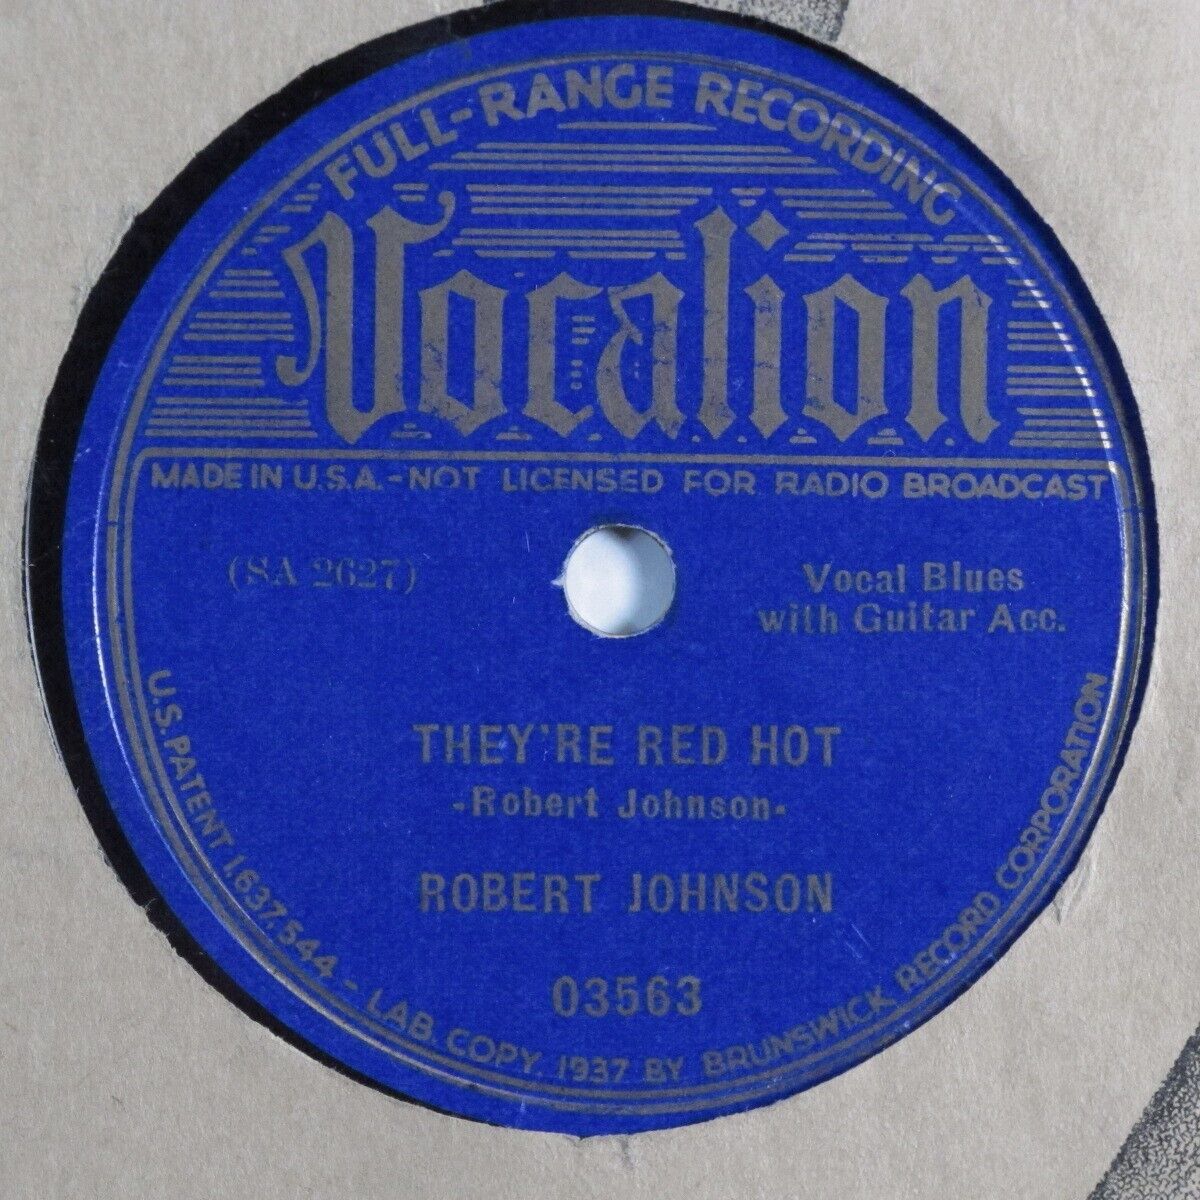 FULL-RANGE RECORDING
Vocalion
MADE IN U.S.A.-NOT LICENSED FOR RADIO BROADCAST
(SA 2627)
Vocal Blues
with Guitar Acc.
THEY'RE RED HOT
-Robert Johnson-
ROBERT JOHNSON
03563
U.S. PATENT 1,637,544 - LAB. COPY. 1937 BY BRUNSWICK RECORD CORPORATION